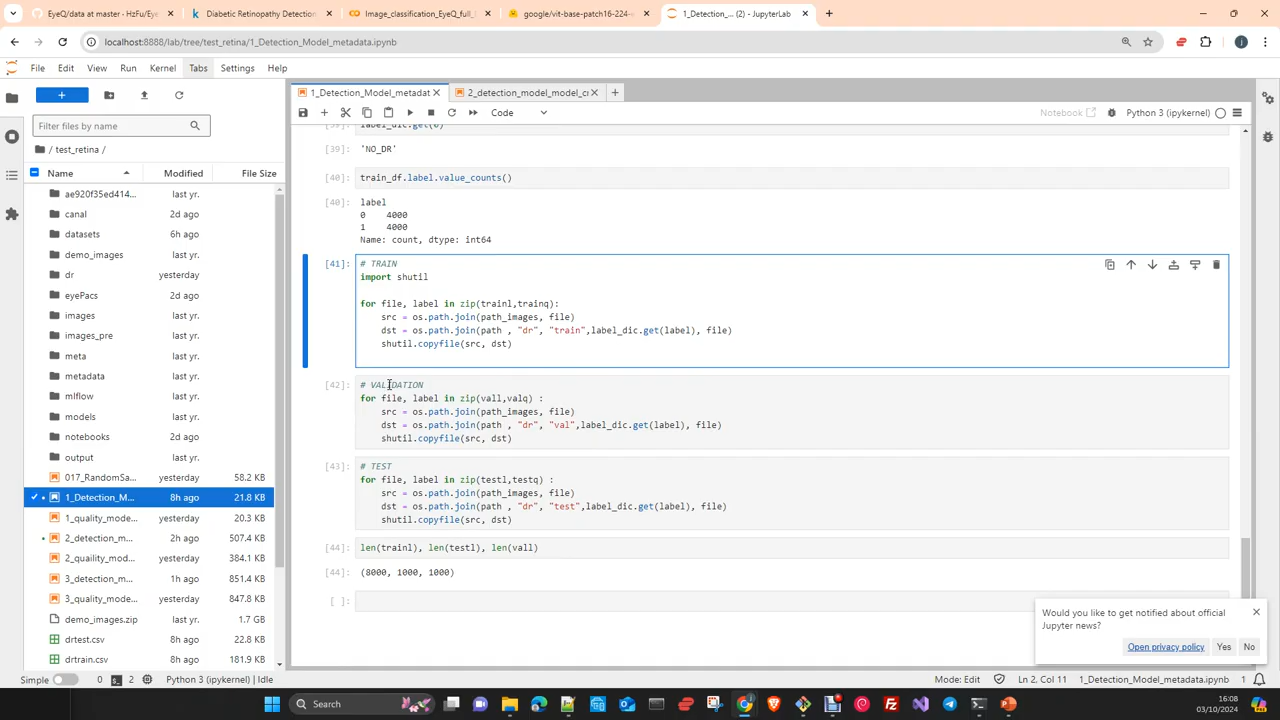 EyeQ/data at master · HzFu/Eye
Diabetic Retinopathy Detection
Image_classification_EyeQ_full_1
google/vit-base-patch16-224-
1_Detection_... (2) - JupyterLab
localhost:8888/lab/tree/test_retina/1_Detection_Model_metadata.ipynb
File Edit View Run Kernel Tabs Settings Help
1_Detection_Model_metadat
2_detection_model_model_cr
Code
Notebook
Python 3 (ipykernel)
Filter files by name
/ test_retina /
Name Modified File Size
ae920f35ed414... last yr.
canal 2d ago
datasets 6h ago
demo_images last yr.
dr yesterday
eyePacs last yr.
images last yr.
images_pre last yr.
meta last yr.
metadata last yr.
mlflow last yr.
models last yr.
notebooks last yr.
output last yr.
017_RandomSa... yesterday 58.2 KB
1_Detection_M... 8h ago 21.8 KB
1_quality_mode... yesterday 20.3 KB
2_detection_m... 2h ago 507.4 KB
2_quaility_mod... yesterday 384.1 KB
3_detection_m... 1h ago 851.4 KB
3_quality_mode... yesterday 847.8 KB
demo_images.zip last yr. 1.7 GB
drtest.csv 8h ago 22.8 KB
drtrain.csv 8h ago 181.9 KB
[39]: label_dic.get(0)
[39]: 'NO_DR'
[40]: train_df.label.value_counts()
[40]: label
0 4000
1 4000
Name: count, dtype: int64
[41]: # TRAIN
import shutil
for file, label in zip(trainl,trainq):
src = os.path.join(path_images, file)
dst = os.path.join(path , "dr", "train",label_dic.get(label), file)
shutil.copyfile(src, dst)
[42]: # VALIDATION
for file, label in zip(vall,valq) :
src = os.path.join(path_images, file)
dst = os.path.join(path , "dr", "val",label_dic.get(label), file)
shutil.copyfile(src, dst)
[43]: # TEST
for file, label in zip(testl,testq) :
src = os.path.join(path_images, file)
dst = os.path.join(path , "dr", "test",label_dic.get(label), file)
shutil.copyfile(src, dst)
[44]: len(trainl), len(testl), len(vall)
[44]: (8000, 1000, 1000)
[ ]:
Would you like to get notified about official
Jupyter news?
Open privacy policy Yes No
Simple 0 2 Python 3 (ipykernel) | Idle
Mode: Edit Ln 2, Col 11 1_Detection_Model_metadata.ipynb 1
Search
16:08
03/10/2024